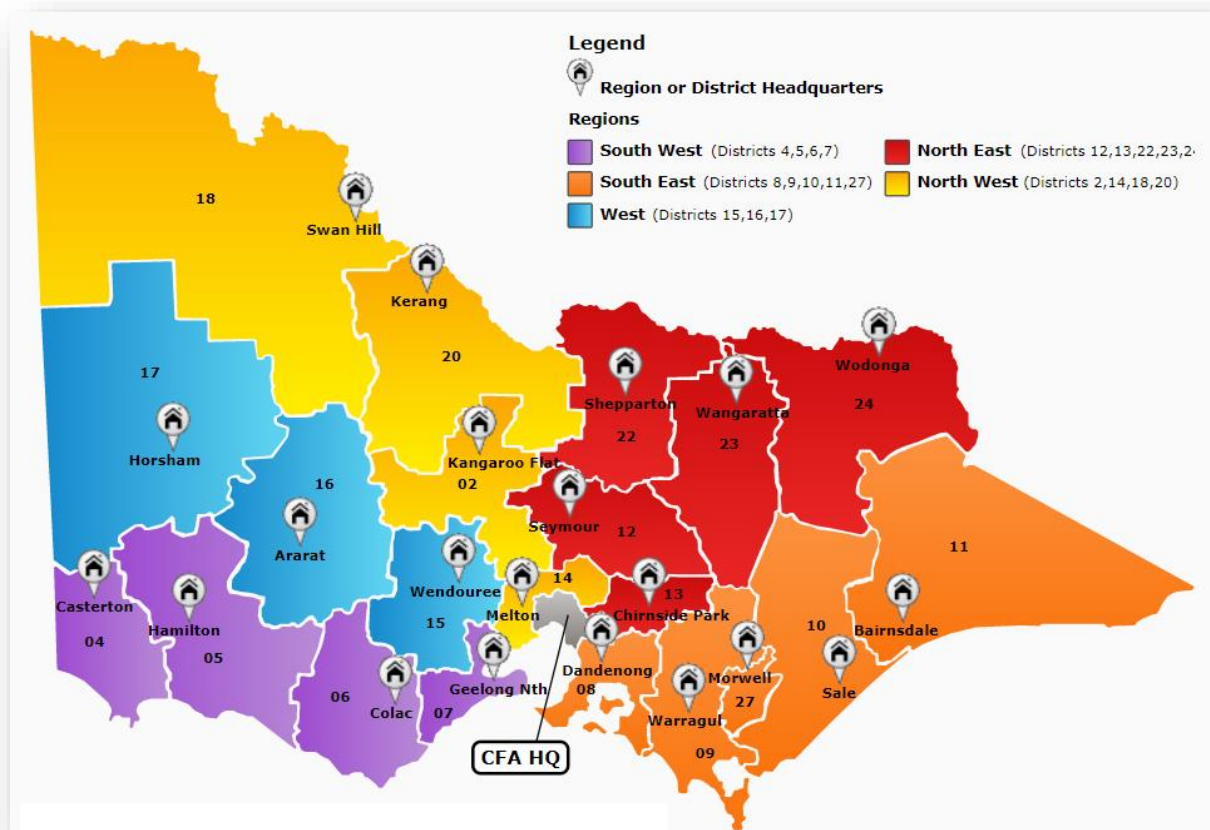 Legend
Region or District Headquarters
Regions
South West (Districts 4,5,6,7)
North East (Districts 12,13,22,23,2
South East (Districts 8,9,10,11,27)
North West (Districts 2,14,18,20)
West (Districts 15,16,17)
18
Swan Hill
Kerang
20
17
Horsham
Shepparton
22
Wangaratta
23
Wodonga
24
Kangaroo Flat
02
16
Ararat
Seymour
12
11
Casterton
04
Hamilton
05
Wendouree
15
Melton
14
13
Chirnside Park
10
Bairnsdale
06
Colac
07
Geelong Nth
Dandenong
08
Morwell
27
Sale
Warragul
09
CFA HQ